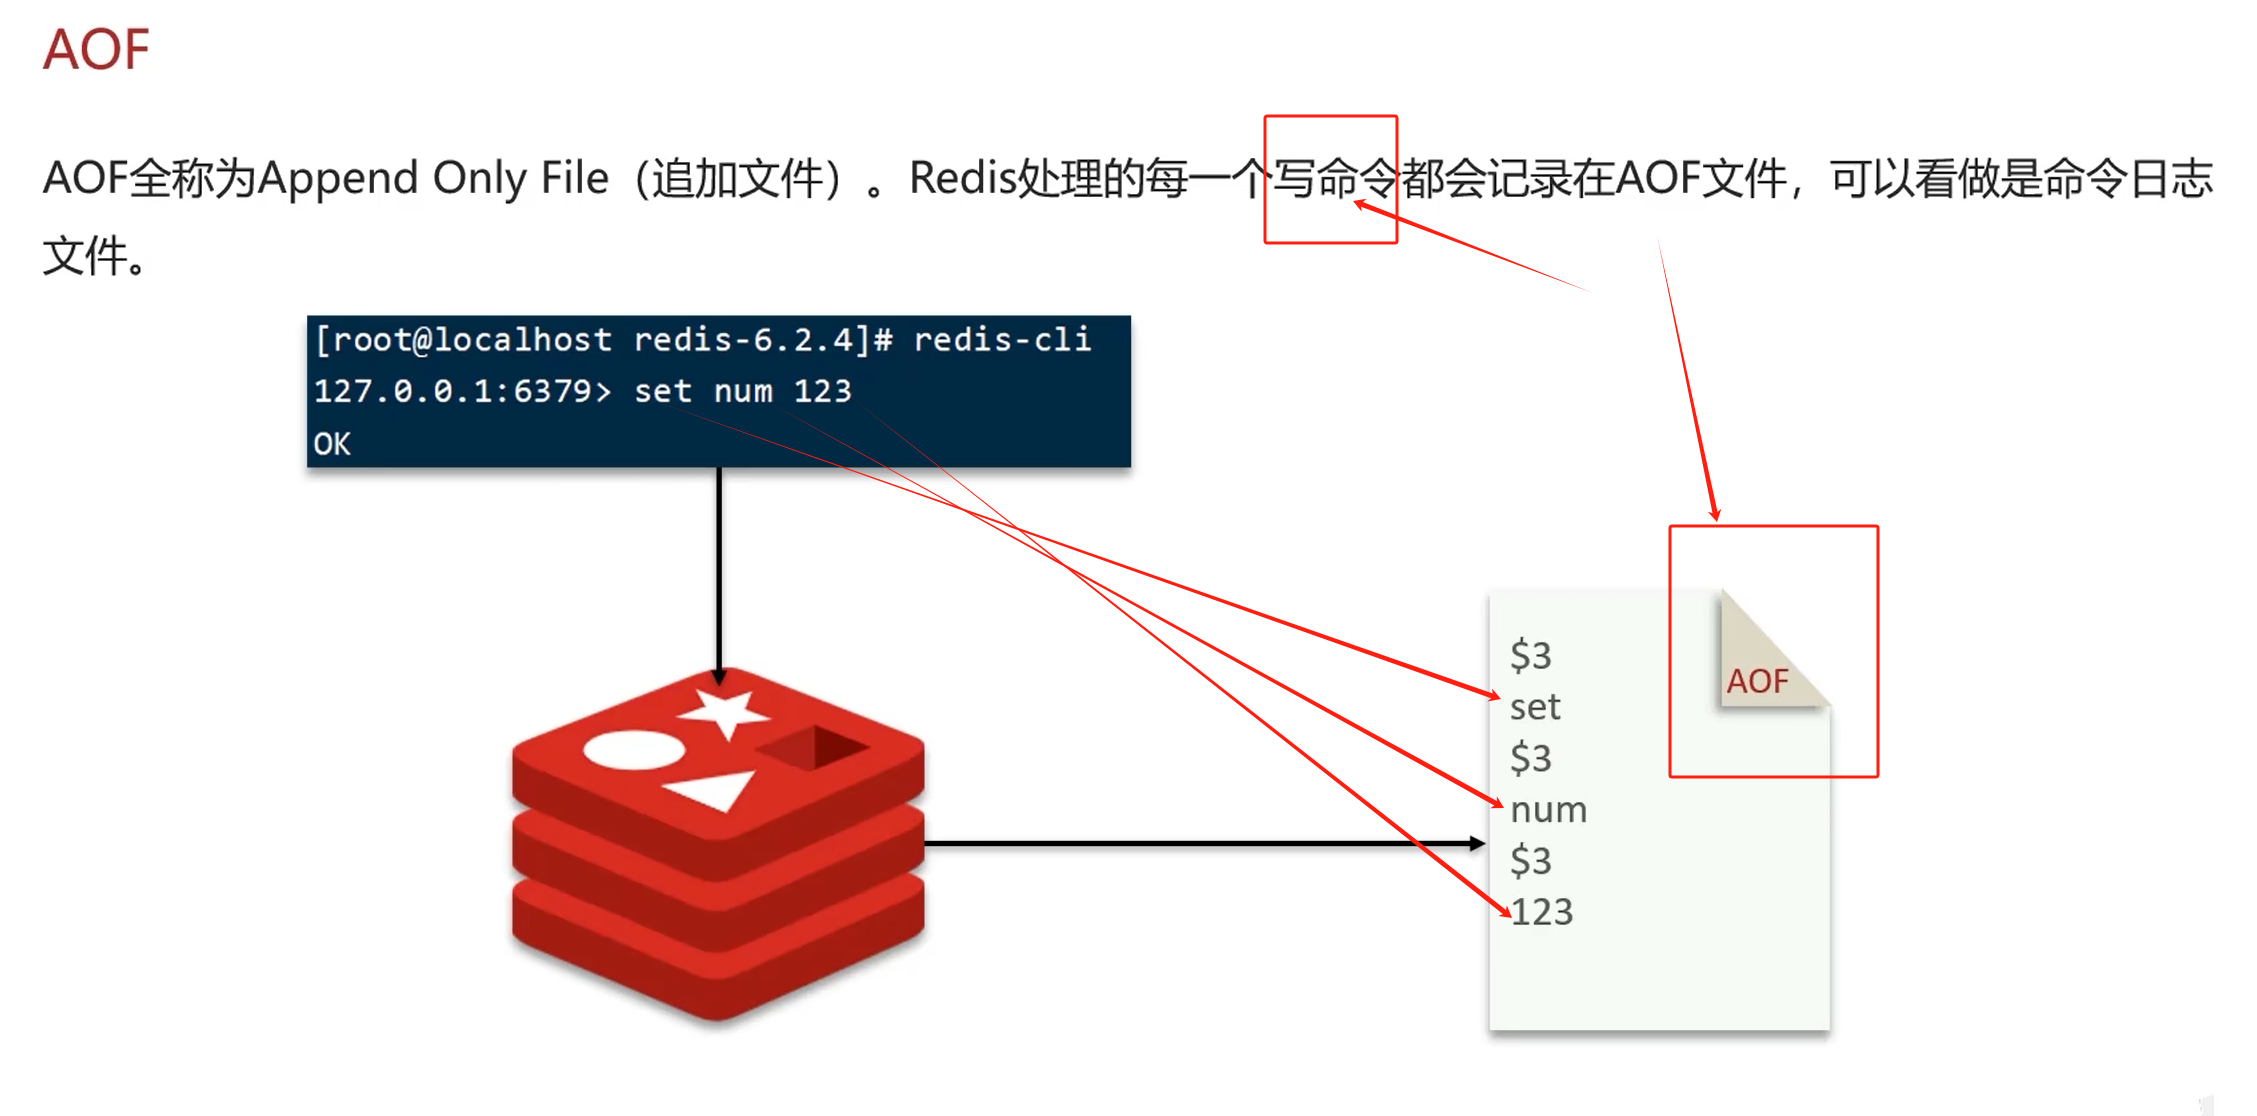 AOF
AOF全称为Append Only File（追加文件）。Redis处理的每一个写命令都会记录在AOF文件，可以看做是命令日志
文件。
[root@localhost redis-6.2.4]# redis-cli
127.0.0.1:6379> set num 123
OK
AOF
$3
set
$3
num
$3
123